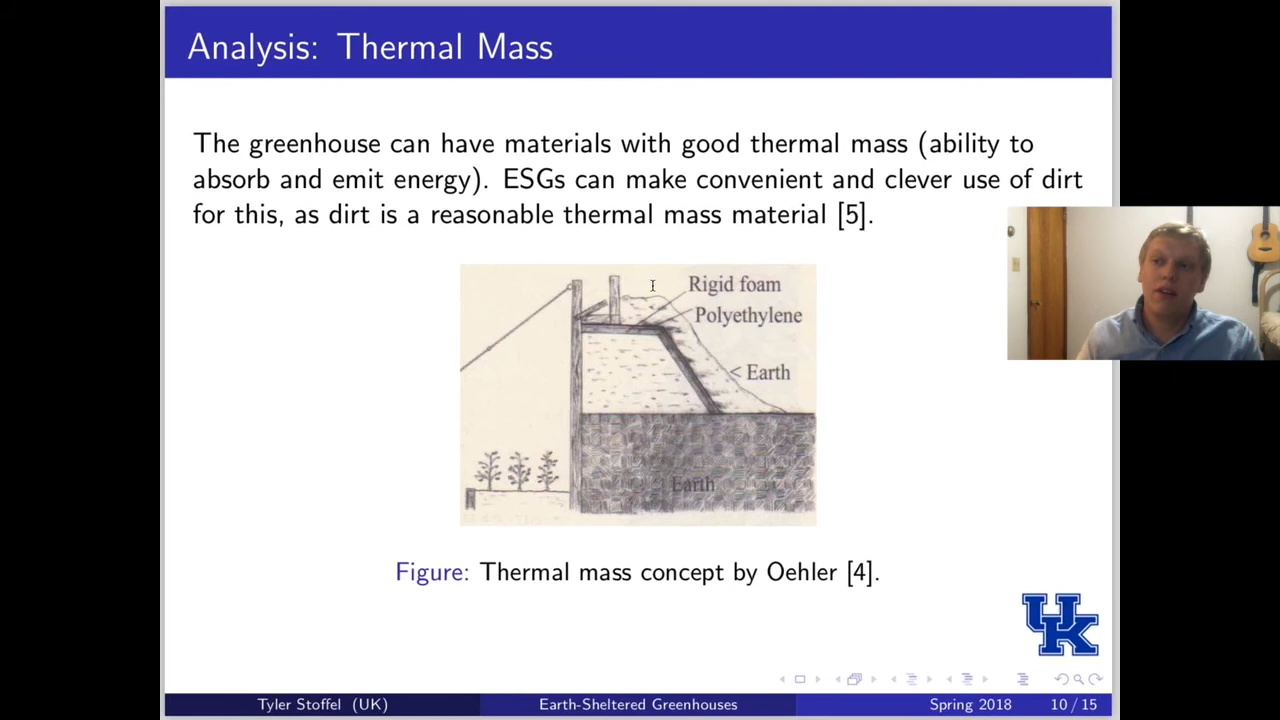 Analysis: Thermal Mass
The greenhouse can have materials with good thermal mass (ability to
absorb and emit energy). ESGs can make convenient and clever use of dirt
for this, as dirt is a reasonable thermal mass material [5].
Rigid foam
Polyethylene
< Earth
Earth
Figure: Thermal mass concept by Oehler [4].
UK
Tyler Stoffel (UK) Earth-Sheltered Greenhouses Spring 2018 10 / 15